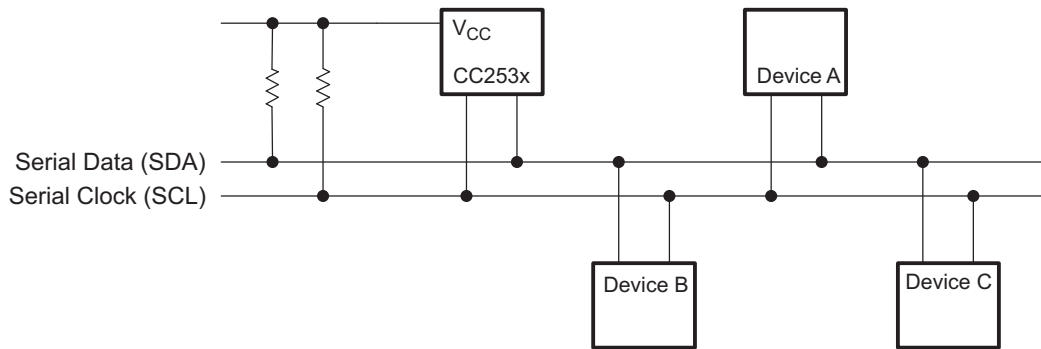 VCC
CC253x
Device A
Serial Data (SDA)
Serial Clock (SCL)
Device B
Device C